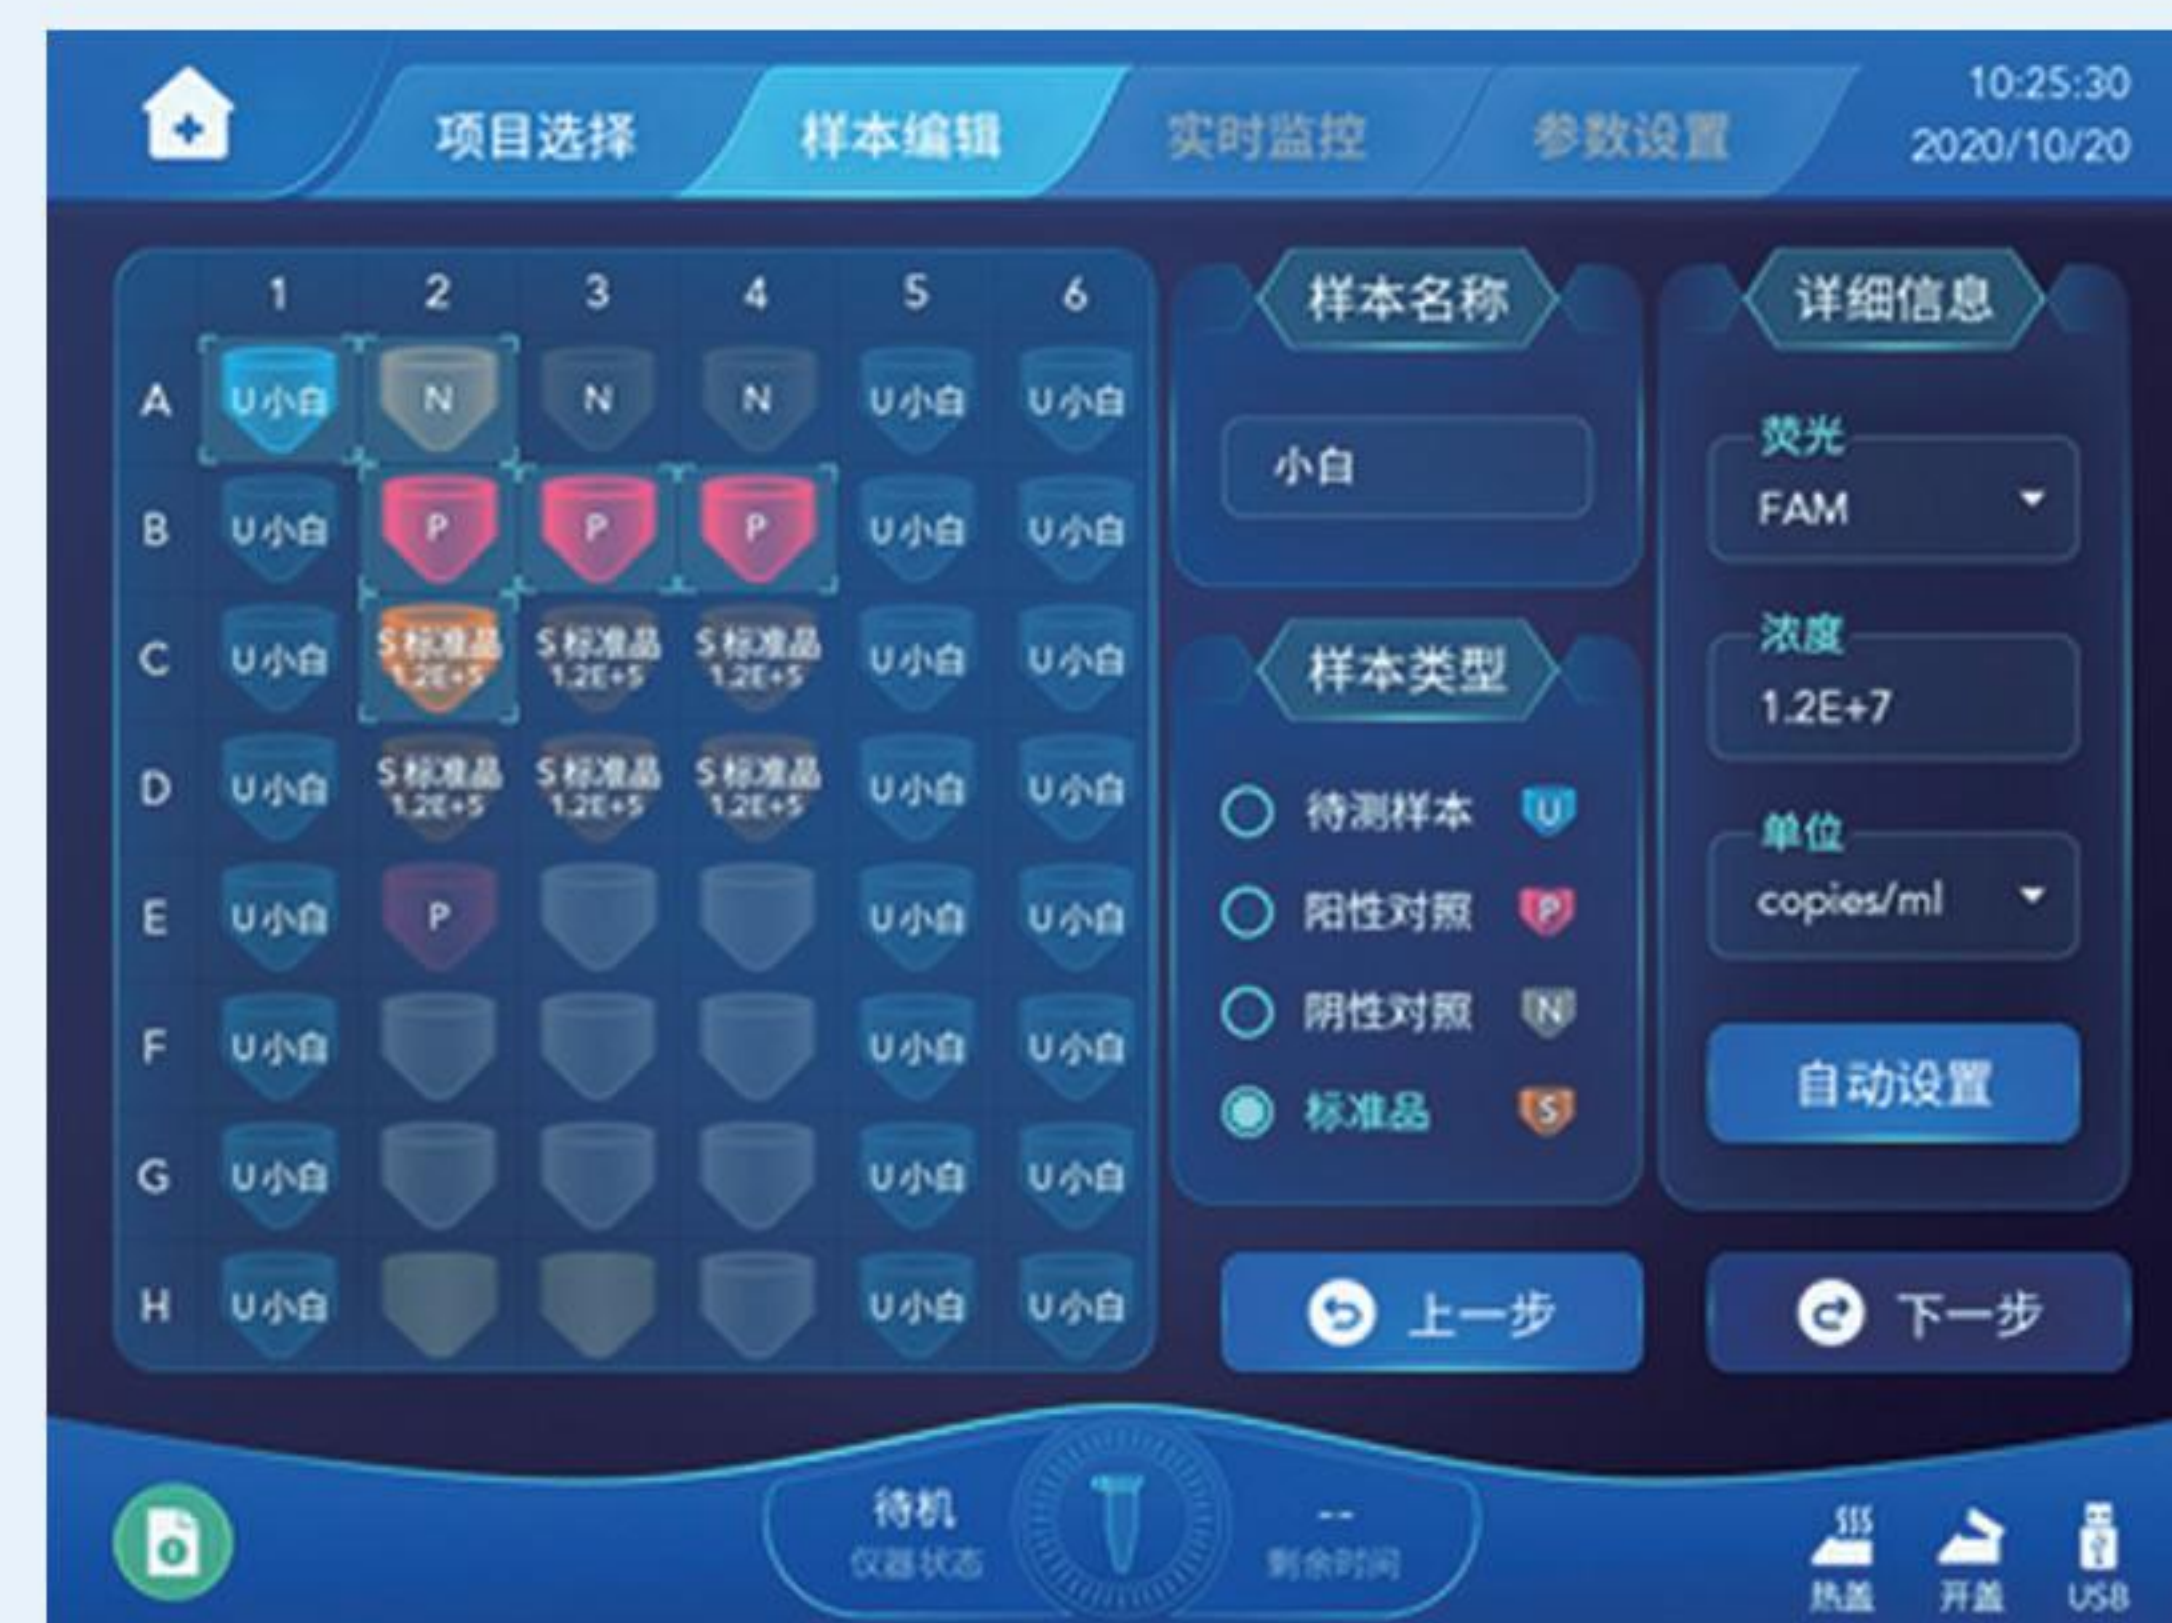 项目选择 样本编辑 实时监控 参数设置
10:25:30
2020/10/20
1 2 3 4 5 6
A U小白 N N N U小白 U小白
B U小白 P P P U小白 U小白
C U小白 S标准品 1.2E+5 S标准品 1.2E+5 S标准品 1.2E+5 U小白 U小白
D U小白 S标准品 1.2E+5 S标准品 1.2E+5 S标准品 1.2E+5 U小白 U小白
E U小白 P U小白 U小白
F U小白 U小白 U小白
G U小白 U小白 U小白
H U小白 U小白 U小白
样本名称
小白
样本类型
待测样本 U
阳性对照 P
阴性对照 N
标准品 S
详细信息
荧光
FAM
浓度
1.2E+7
单位
copies/ml
自动设置
上一步
下一步
待机
仪器状态
--
剩余时间
热盖
开盖
USB